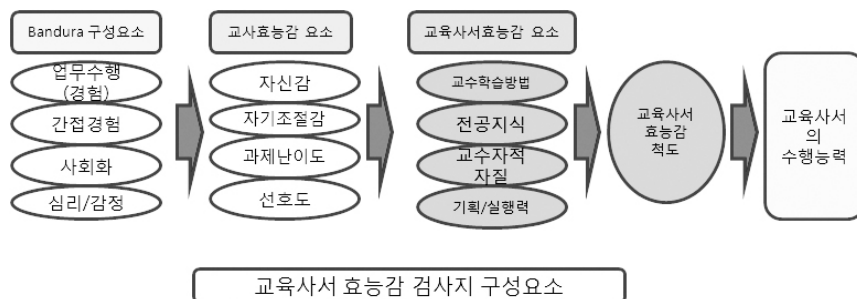 Bandura 구성요소
교사효능감 요소
교육사서효능감 요소
업무수행
(경험)
간접경험
사회화
심리/감정
자신감
자기조절감
과제난이도
선호도
교수학습방법
전공지식
교수자적
자질
기획/실행력
교육사서
효능감
척도
교육사서
의
수행능력
교육사서 효능감 검사지 구성요소